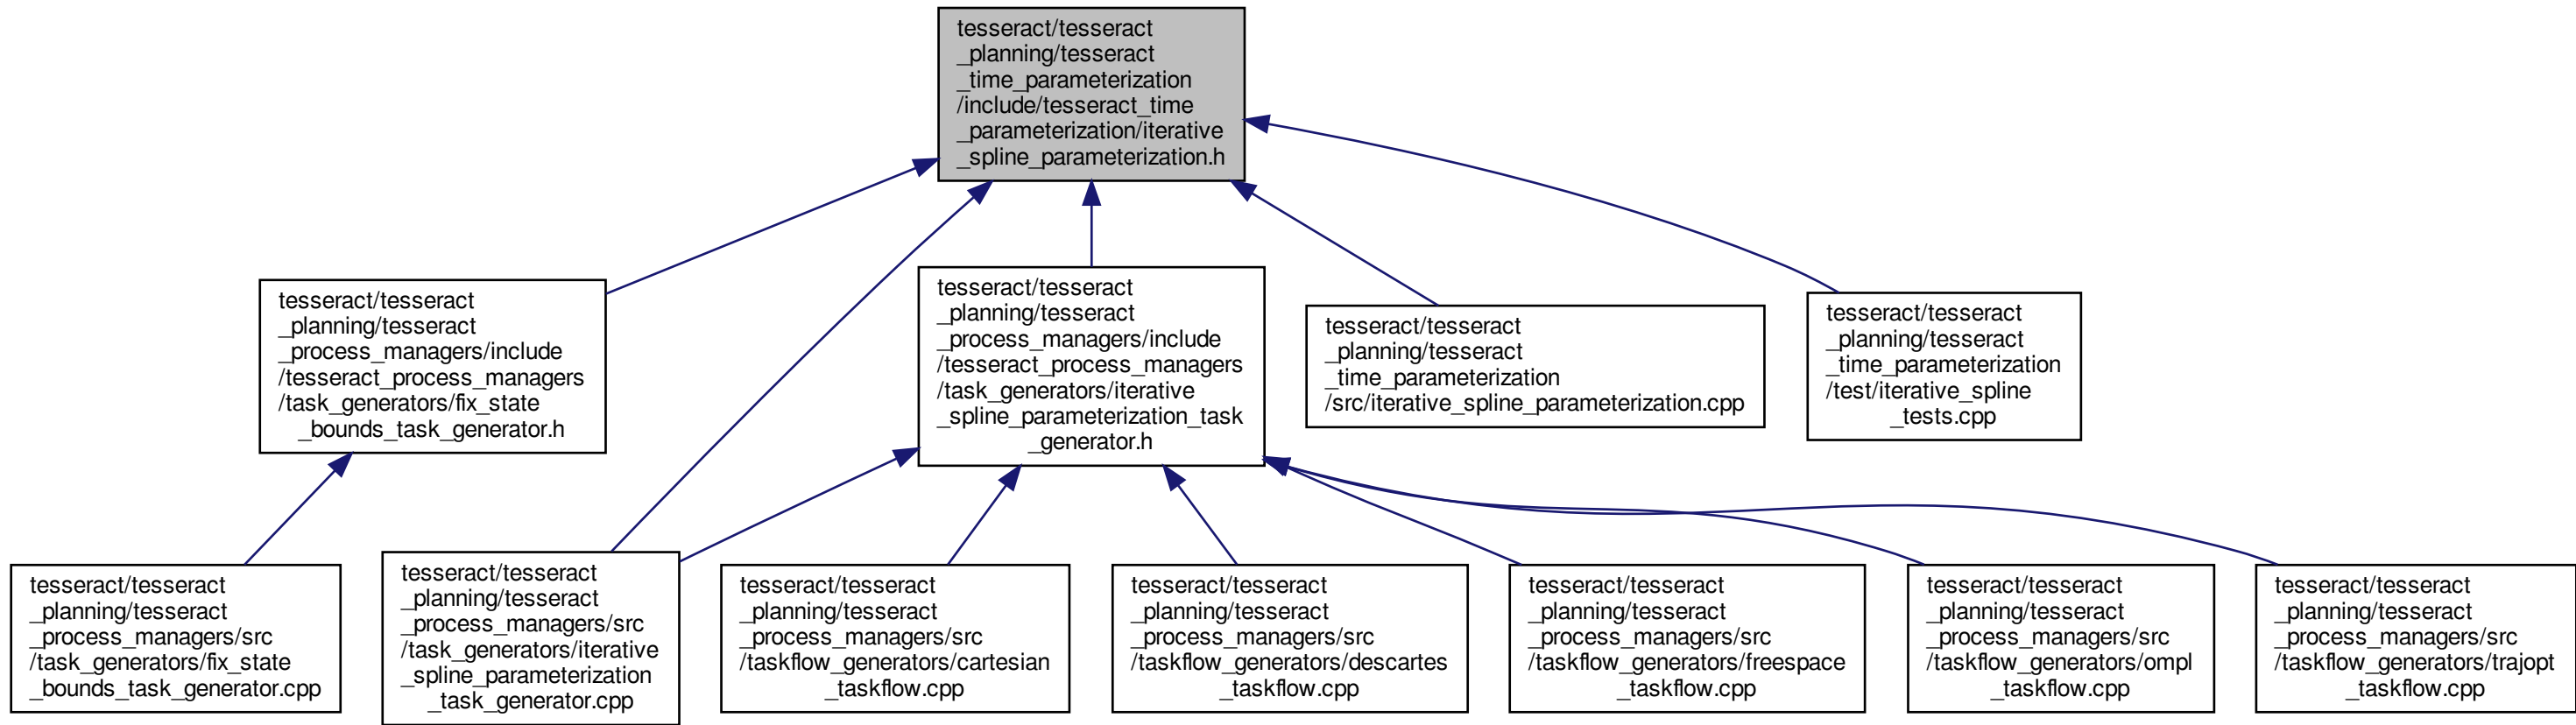 tesseract/tesseract
_planning/tesseract
_time_parameterization
/include/tesseract_time
_parameterization/iterative
_spline_parameterization.h
tesseract/tesseract
_planning/tesseract
_process_managers/include
/tesseract_process_managers
/task_generators/fix_state
_bounds_task_generator.h
tesseract/tesseract
_planning/tesseract
_process_managers/include
/tesseract_process_managers
/task_generators/iterative
_spline_parameterization_task
_generator.h
tesseract/tesseract
_planning/tesseract
_time_parameterization
/src/iterative_spline_parameterization.cpp
tesseract/tesseract
_planning/tesseract
_time_parameterization
/test/iterative_spline
_tests.cpp
tesseract/tesseract
_planning/tesseract
_process_managers/src
/task_generators/fix_state
_bounds_task_generator.cpp
tesseract/tesseract
_planning/tesseract
_process_managers/src
/task_generators/iterative
_spline_parameterization
_task_generator.cpp
tesseract/tesseract
_planning/tesseract
_process_managers/src
/taskflow_generators/cartesian
_taskflow.cpp
tesseract/tesseract
_planning/tesseract
_process_managers/src
/taskflow_generators/descartes
_taskflow.cpp
tesseract/tesseract
_planning/tesseract
_process_managers/src
/taskflow_generators/freespace
_taskflow.cpp
tesseract/tesseract
_planning/tesseract
_process_managers/src
/taskflow_generators/ompl
_taskflow.cpp
tesseract/tesseract
_planning/tesseract
_process_managers/src
/taskflow_generators/trajopt
_taskflow.cpp